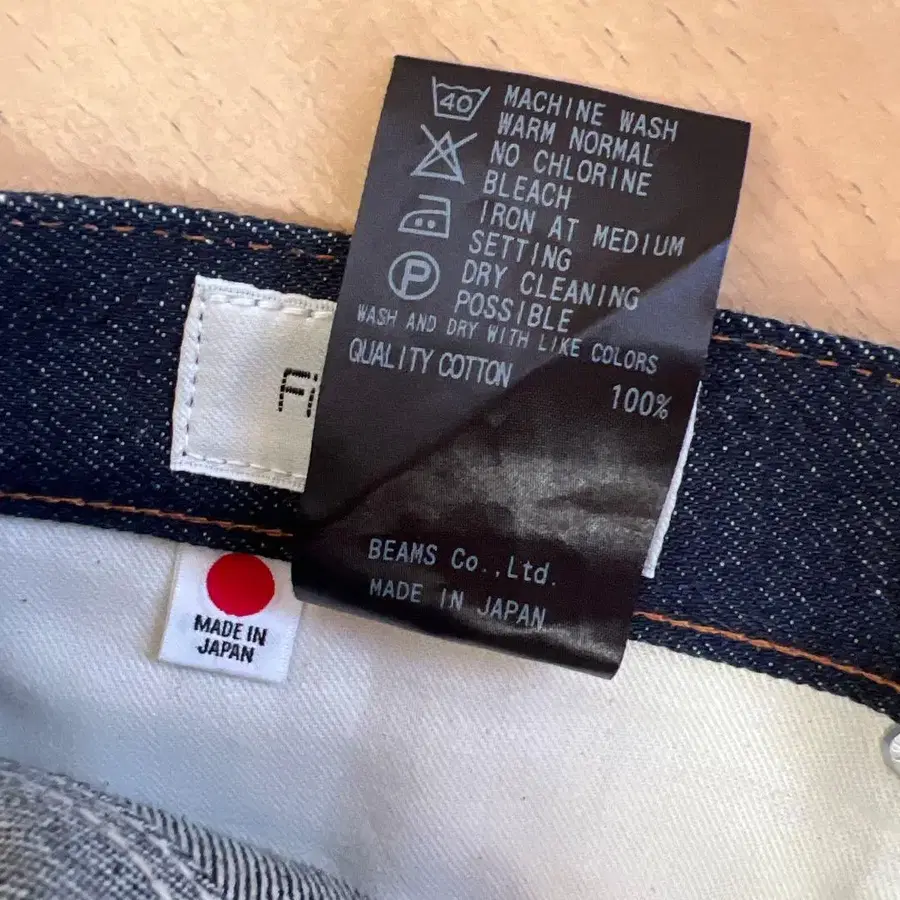 40 MACHINE WASH
WARM NORMAL
NO CHLORINE
BLEACH
IRON AT MEDIUM
SETTING
P DRY CLEANING
POSSIBLE
WASH AND DRY WITH LIKE COLORS
QUALITY COTTON
100%
BEAMS Co.,Ltd.
MADE IN JAPAN
MADE IN
JAPAN